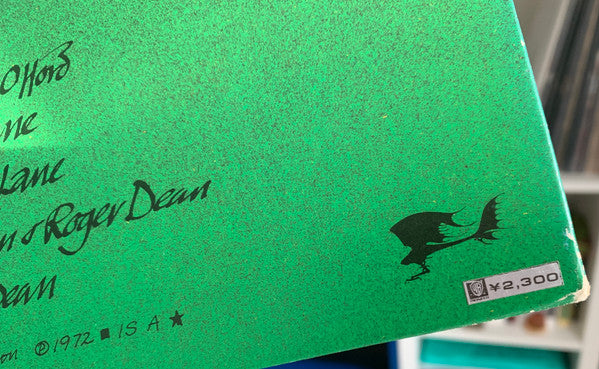 Offord
ne
Lane
n & Roger Dean
Dean
on ℗1972 ■ IS A ★
¥2,300